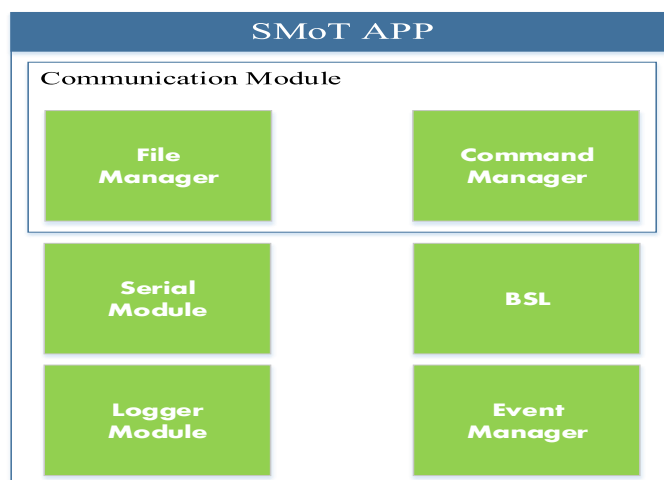 SMoT APP
Communication Module
File
Manager
Command
Manager
Serial
Module
BSL
Logger
Module
Event
Manager